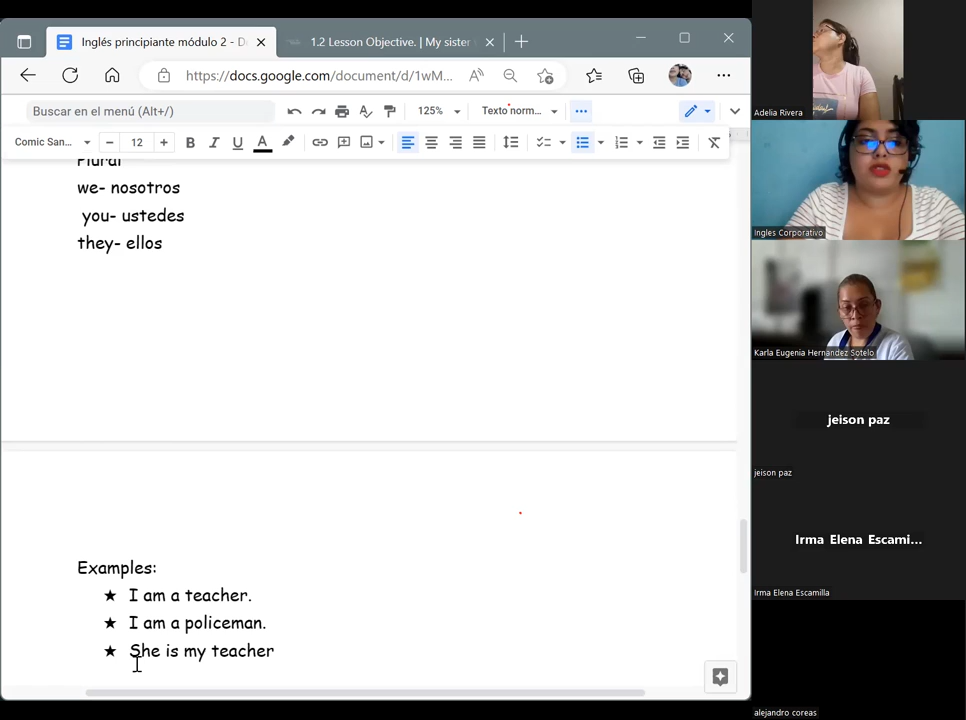 Inglés principiante módulo 2 - D
1.2 Lesson Objective. | My sister
https://docs.google.com/document/d/1wM...
Buscar en el menú (Alt+/)
125%
Texto norm...
Comic San...
12
Plural
we- nosotros
you- ustedes
they- ellos
Examples:
★ I am a teacher.
★ I am a policeman.
★ She is my teacher
Adelia Rivera
Ingles Corporativo
Karla Eugenia Hernandez Sotelo
jeison paz
jeison paz
Irma Elena Escami...
Irma Elena Escamilla
alejandro coreas